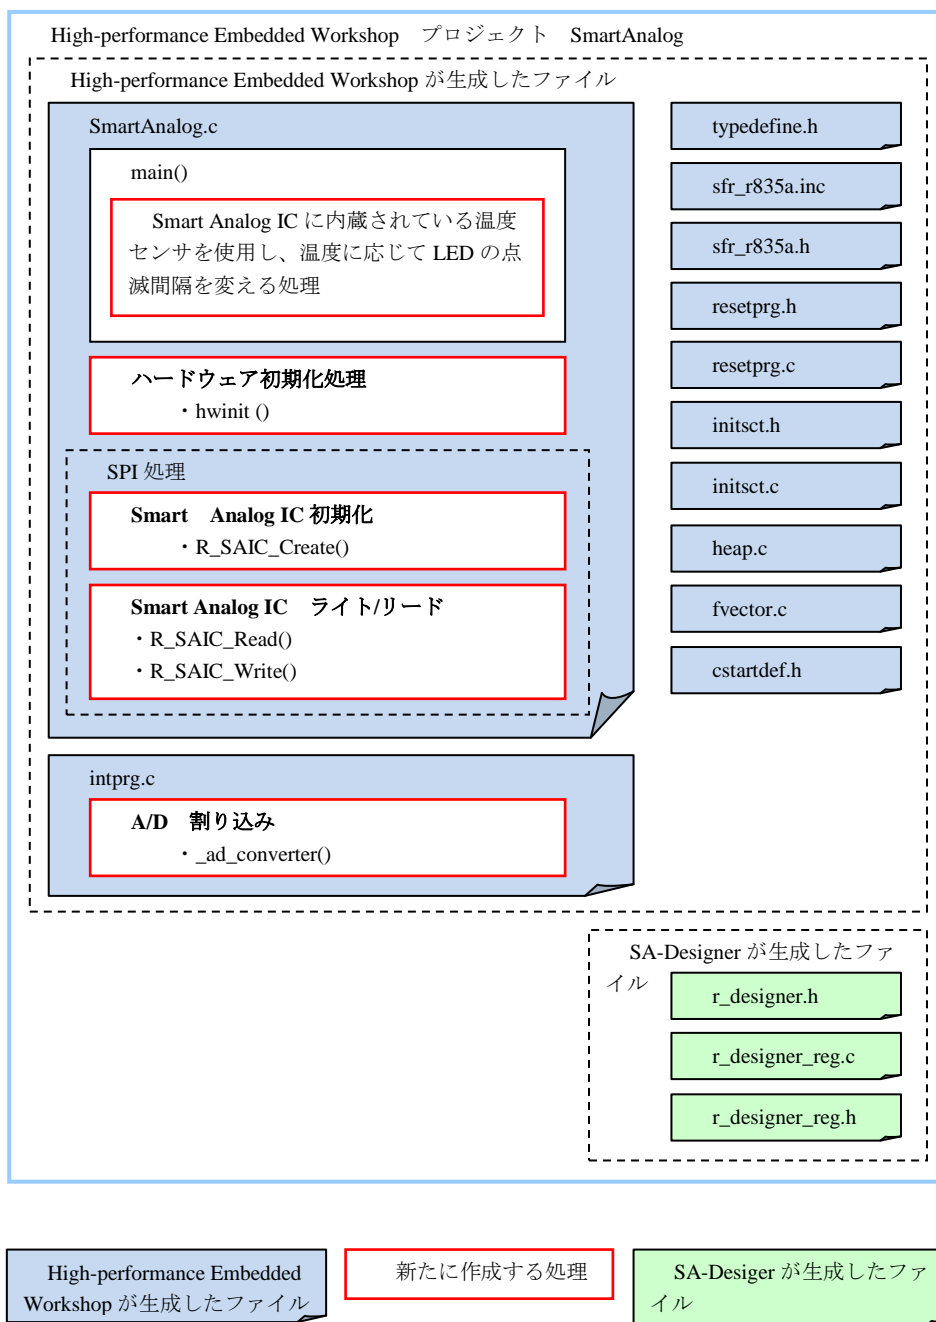 High-performance Embedded Workshop　プロジェクト　SmartAnalog
High-performance Embedded Workshop が生成したファイル
SmartAnalog.c
main()
Smart Analog IC に内蔵されている温度
センサを使用し、温度に応じて LED の点
滅間隔を変える処理
ハードウェア初期化処理
・hwinit ()
SPI 処理
Smart　Analog IC 初期化
・R_SAIC_Create()
Smart Analog IC　ライト/リード
・R_SAIC_Read()
・R_SAIC_Write()
intprg.c
A/D　割り込み
・_ad_converter()
typedefine.h
sfr_r835a.inc
sfr_r835a.h
resetprg.h
resetprg.c
initsct.h
initsct.c
heap.c
fvector.c
cstartdef.h
SA-Designer が生成したファ
イル
r_designer.h
r_designer_reg.c
r_designer_reg.h
High-performance Embedded
Workshop が生成したファイル
新たに作成する処理
SA-Desiger が生成したファ
イル